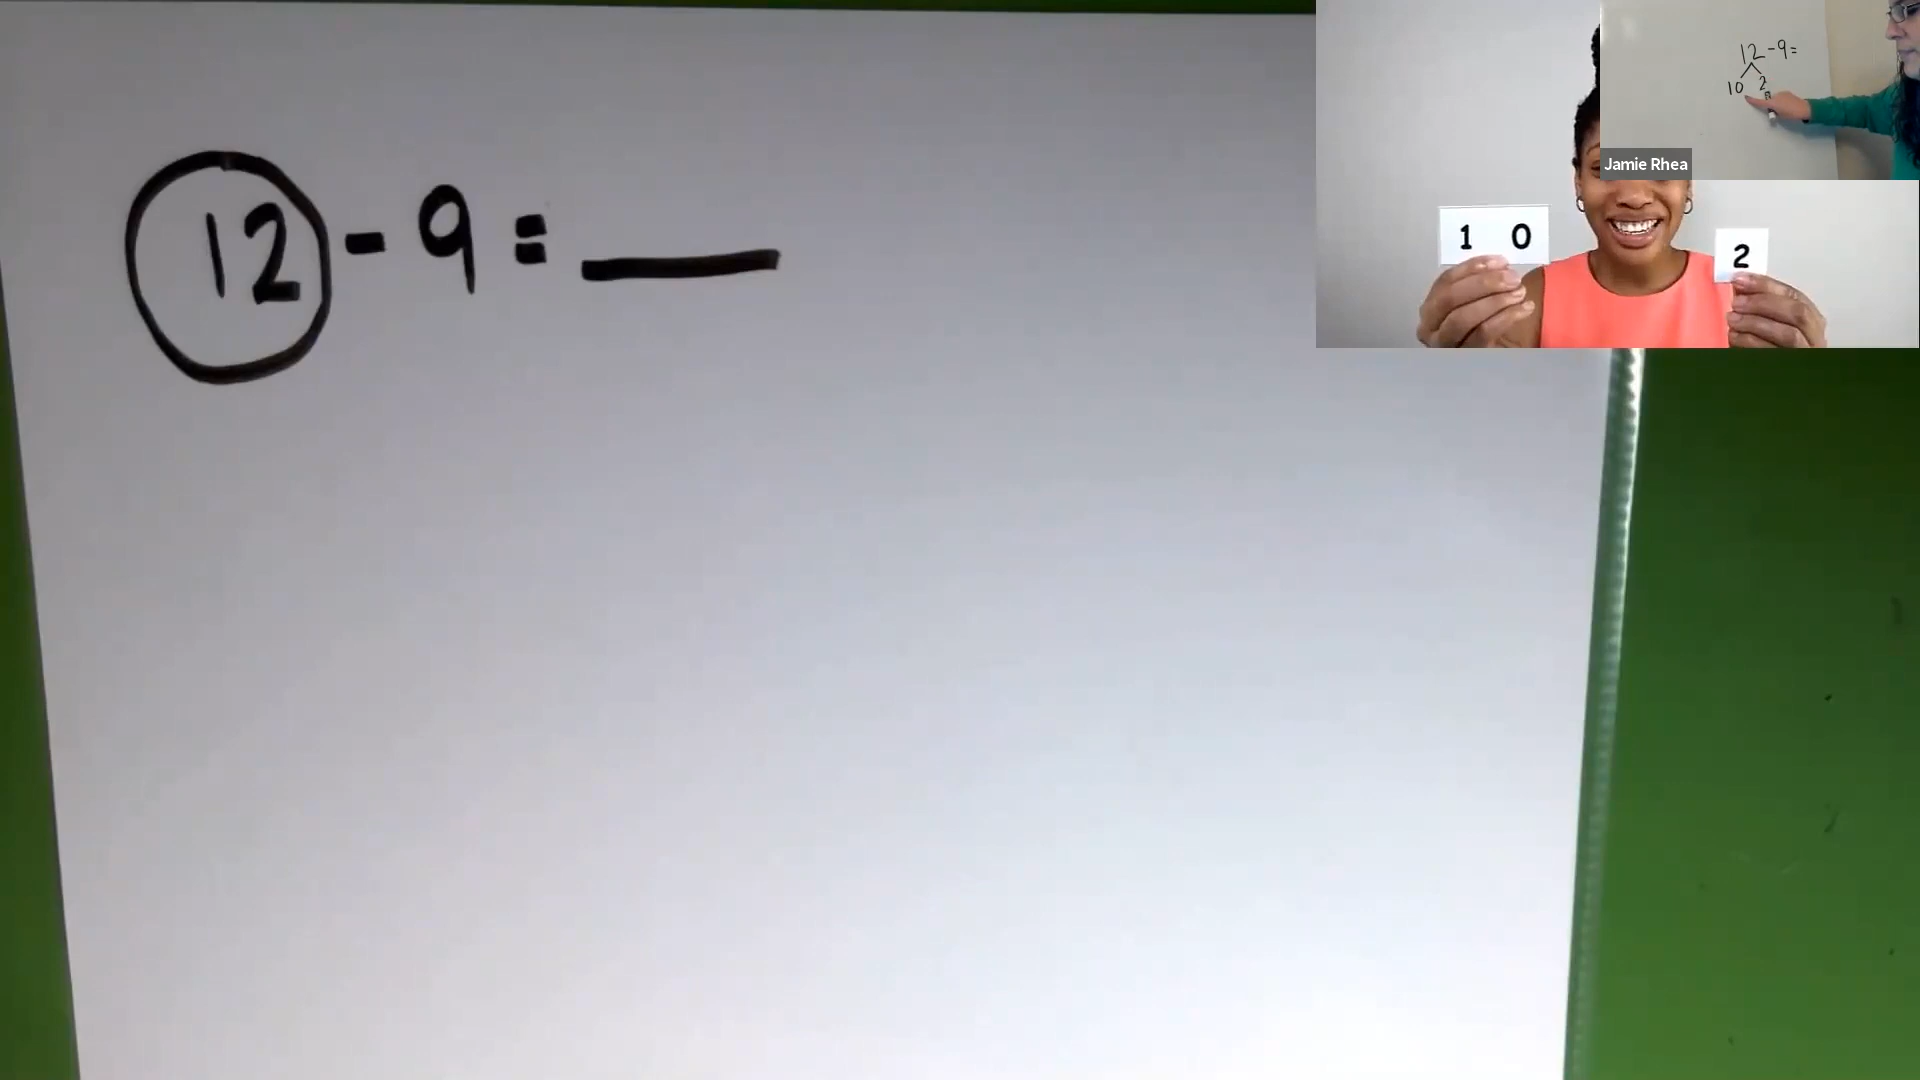 12 - 9 = ___
1 0
2
12 - 9 =
10 2
Jamie Rhea